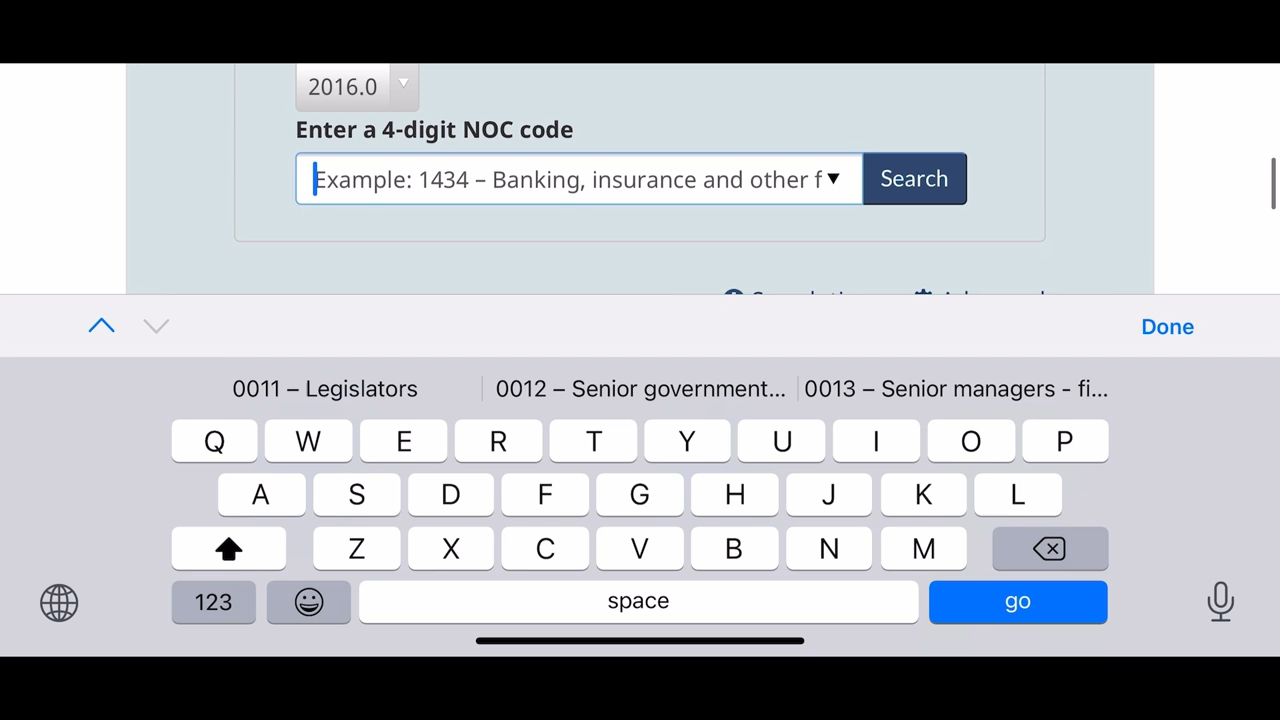 2016.0
Enter a 4-digit NOC code
Example: 1434 – Banking, insurance and other f
Search
Done
0011 – Legislators
0012 – Senior government...
0013 – Senior managers - fi...
Q W E R T Y U I O P
A S D F G H J K L
Z X C V B N M
123
space
go